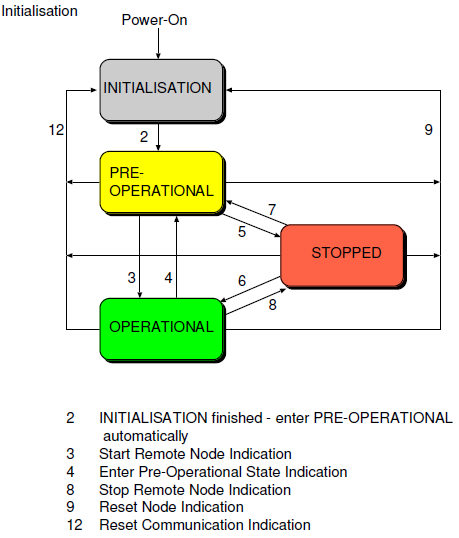 Initialisation
Power-On
INITIALISATION
12
2
9
PRE-
OPERATIONAL
7
5
STOPPED
3
4
6
8
OPERATIONAL
2 INITIALISATION finished - enter PRE-OPERATIONAL
automatically
3 Start Remote Node Indication
4 Enter Pre-Operational State Indication
8 Stop Remote Node Indication
9 Reset Node Indication
12 Reset Communication Indication